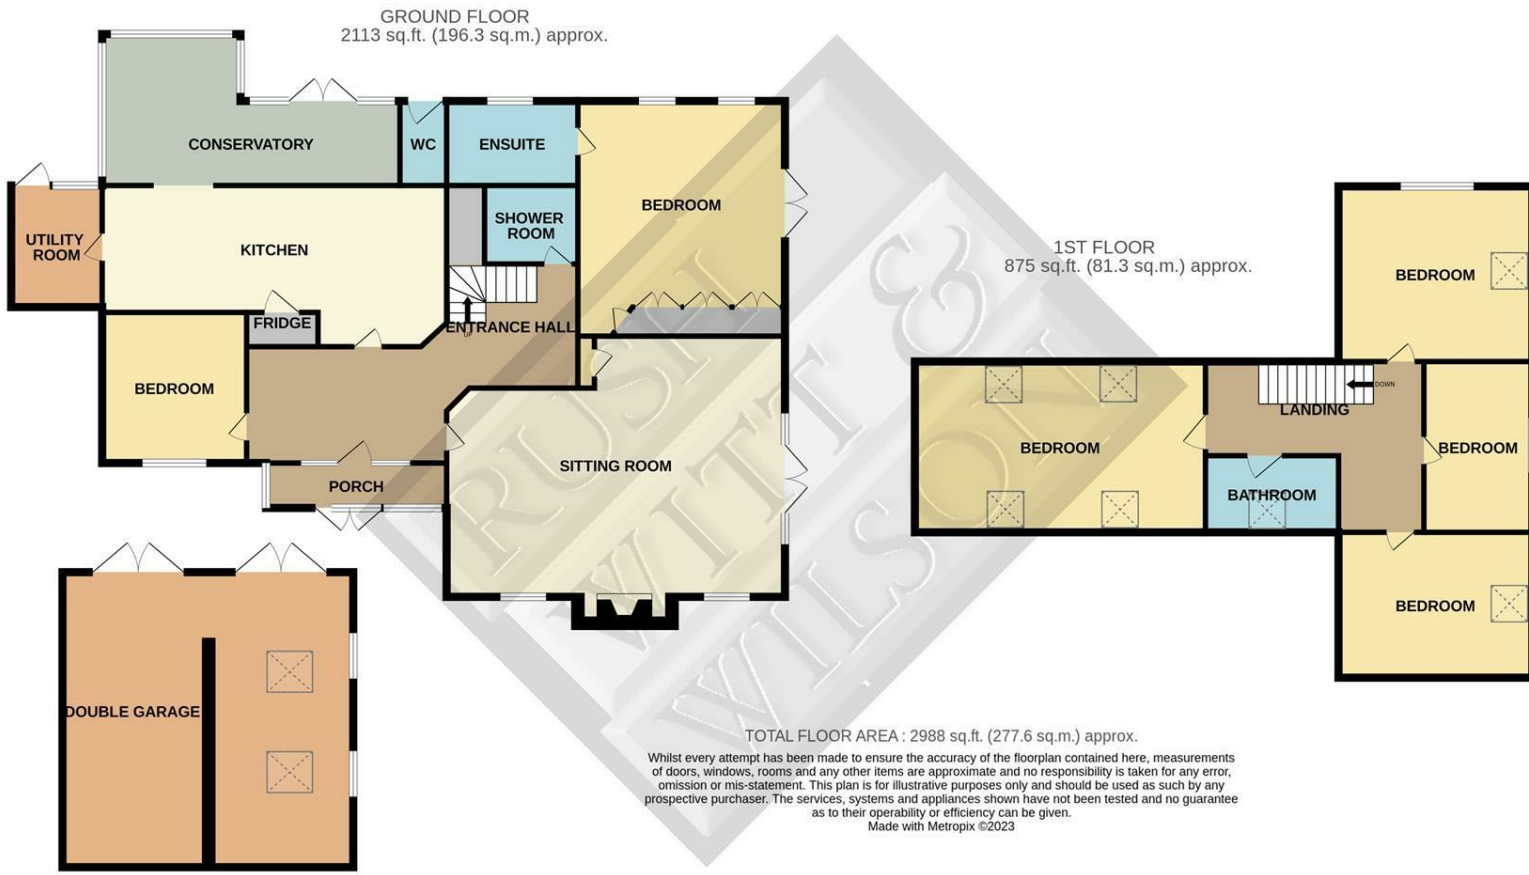 GROUND FLOOR
2113 sq.ft. (196.3 sq.m.) approx.
CONSERVATORY
WC
ENSUITE
BEDROOM
SHOWER
ROOM
UTILITY
ROOM
KITCHEN
FRIDGE
UP
ENTRANCE HALL
BEDROOM
SITTING ROOM
PORCH
DOUBLE GARAGE
1ST FLOOR
875 sq.ft. (81.3 sq.m.) approx.
BEDROOM
DOWN
LANDING
BEDROOM
BEDROOM
BATHROOM
BEDROOM
RUSH
WITT &
WILSON
TOTAL FLOOR AREA : 2988 sq.ft. (277.6 sq.m.) approx.
Whilst every attempt has been made to ensure the accuracy of the floorplan contained here, measurements
of doors, windows, rooms and any other items are approximate and no responsibility is taken for any error,
omission or mis-statement. This plan is for illustrative purposes only and should be used as such by any
prospective purchaser. The services, systems and appliances shown have not been tested and no guarantee
as to their operability or efficiency can be given.
Made with Metropix ©2023